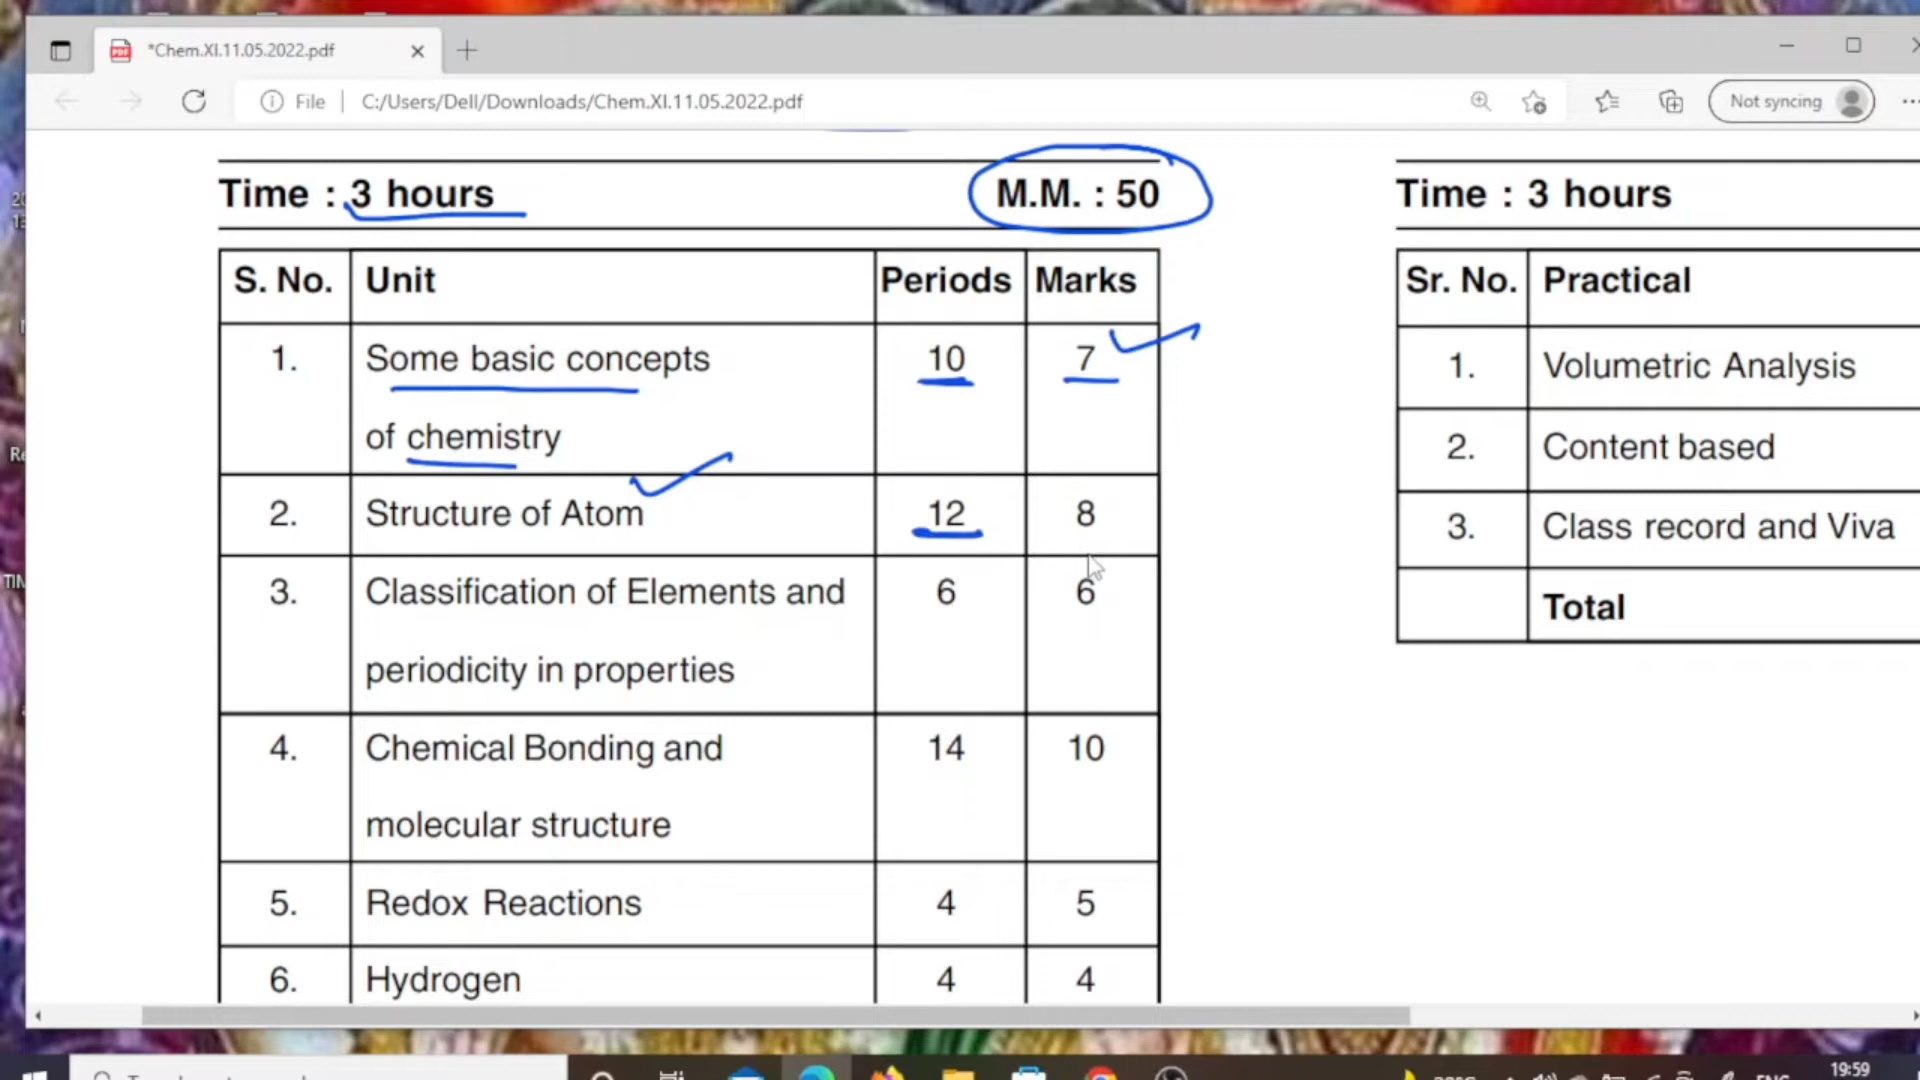 *Chem.XI.11.05.2022.pdf
File C:/Users/Dell/Downloads/Chem.XI.11.05.2022.pdf Not syncing
Time : 3 hours M.M. : 50
S. No. Unit Periods Marks
1. Some basic concepts 10 7
of chemistry
2. Structure of Atom 12 8
3. Classification of Elements and 6 6
periodicity in properties
4. Chemical Bonding and 14 10
molecular structure
5. Redox Reactions 4 5
6. Hydrogen 4 4
Time : 3 hours
Sr. No. Practical
1. Volumetric Analysis
2. Content based
3. Class record and Viva
Total
19:59